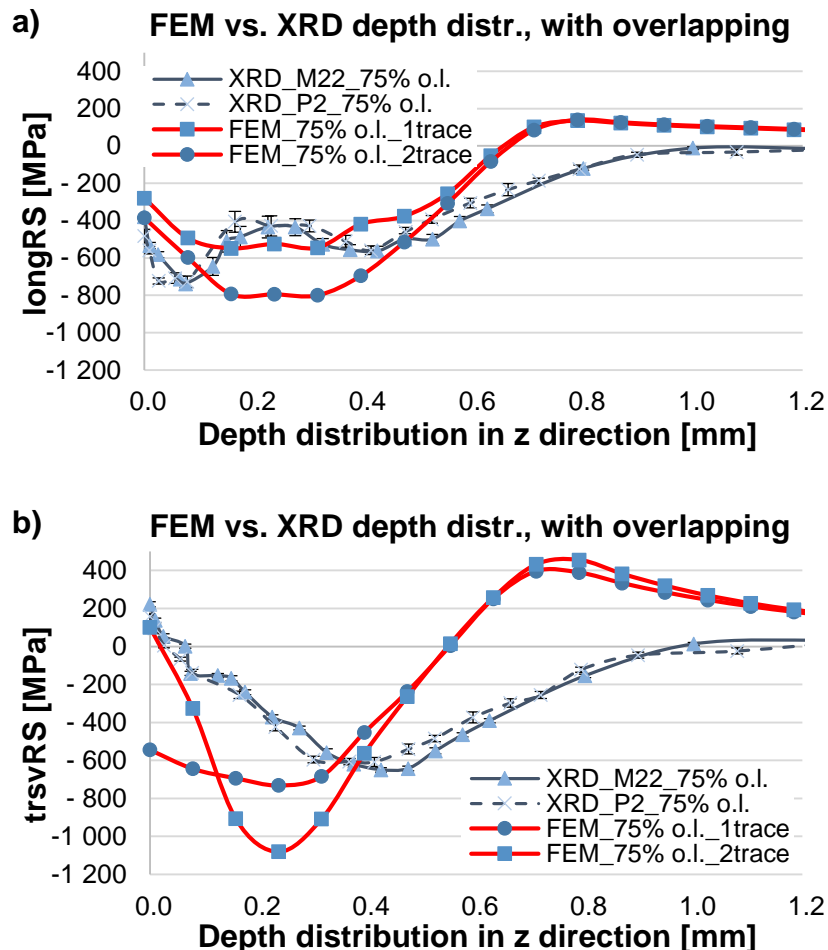 a) FEM vs. XRD depth distr., with overlapping
400
200
0
- 200
- 400
- 600
- 800
-1 000
-1 200
longRS [MPa]
XRD_M22_75% o.l.
XRD_P2_75% o.l.
FEM_75% o.l._1trace
FEM_75% o.l._2trace
0.0 0.2 0.4 0.6 0.8 1.0 1.2
Depth distribution in z direction [mm]
b) FEM vs. XRD depth distr., with overlapping
400
200
0
- 200
- 400
- 600
- 800
-1 000
-1 200
trsvRS [MPa]
XRD_M22_75% o.l.
XRD_P2_75% o.l.
FEM_75% o.l._1trace
FEM_75% o.l._2trace
0.0 0.2 0.4 0.6 0.8 1.0 1.2
Depth distribution in z direction [mm]